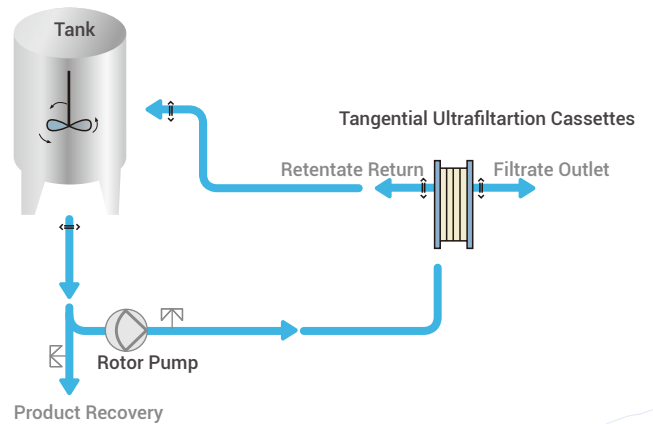 Tank
Tangential Ultrafiltartion Cassettes
Retentate Return
Filtrate Outlet
Rotor Pump
Product Recovery